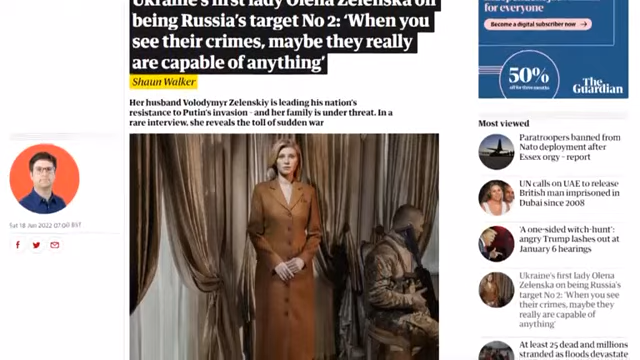 Ukraine's first lady Olena Zelenska on
being Russia's target No 2: 'When you
see their crimes, maybe they really
are capable of anything'
Shaun Walker
Her husband Volodymyr Zelenskiy is leading his nation's
resistance to Putin's invasion – and her family is under threat. In a
rare interview, she reveals the toll of sudden war
Sat 18 Jun 2022 07.00 BST
Become a digital subscriber now
50%
off for three months
The
Guardian
Most viewed
Paratroopers banned from
Nato deployment after
Essex orgy - report
UN calls on UAE to release
British man imprisoned in
Dubai since 2008
'A one-sided witch-hunt':
angry Trump lashes out at
January 6 hearings
Ukraine's first lady Olena
Zelenska on being Russia's
target No 2: 'When you
see their crimes, maybe
they really are capable of
anything'
At least 25 dead and millions
stranded as floods devastate